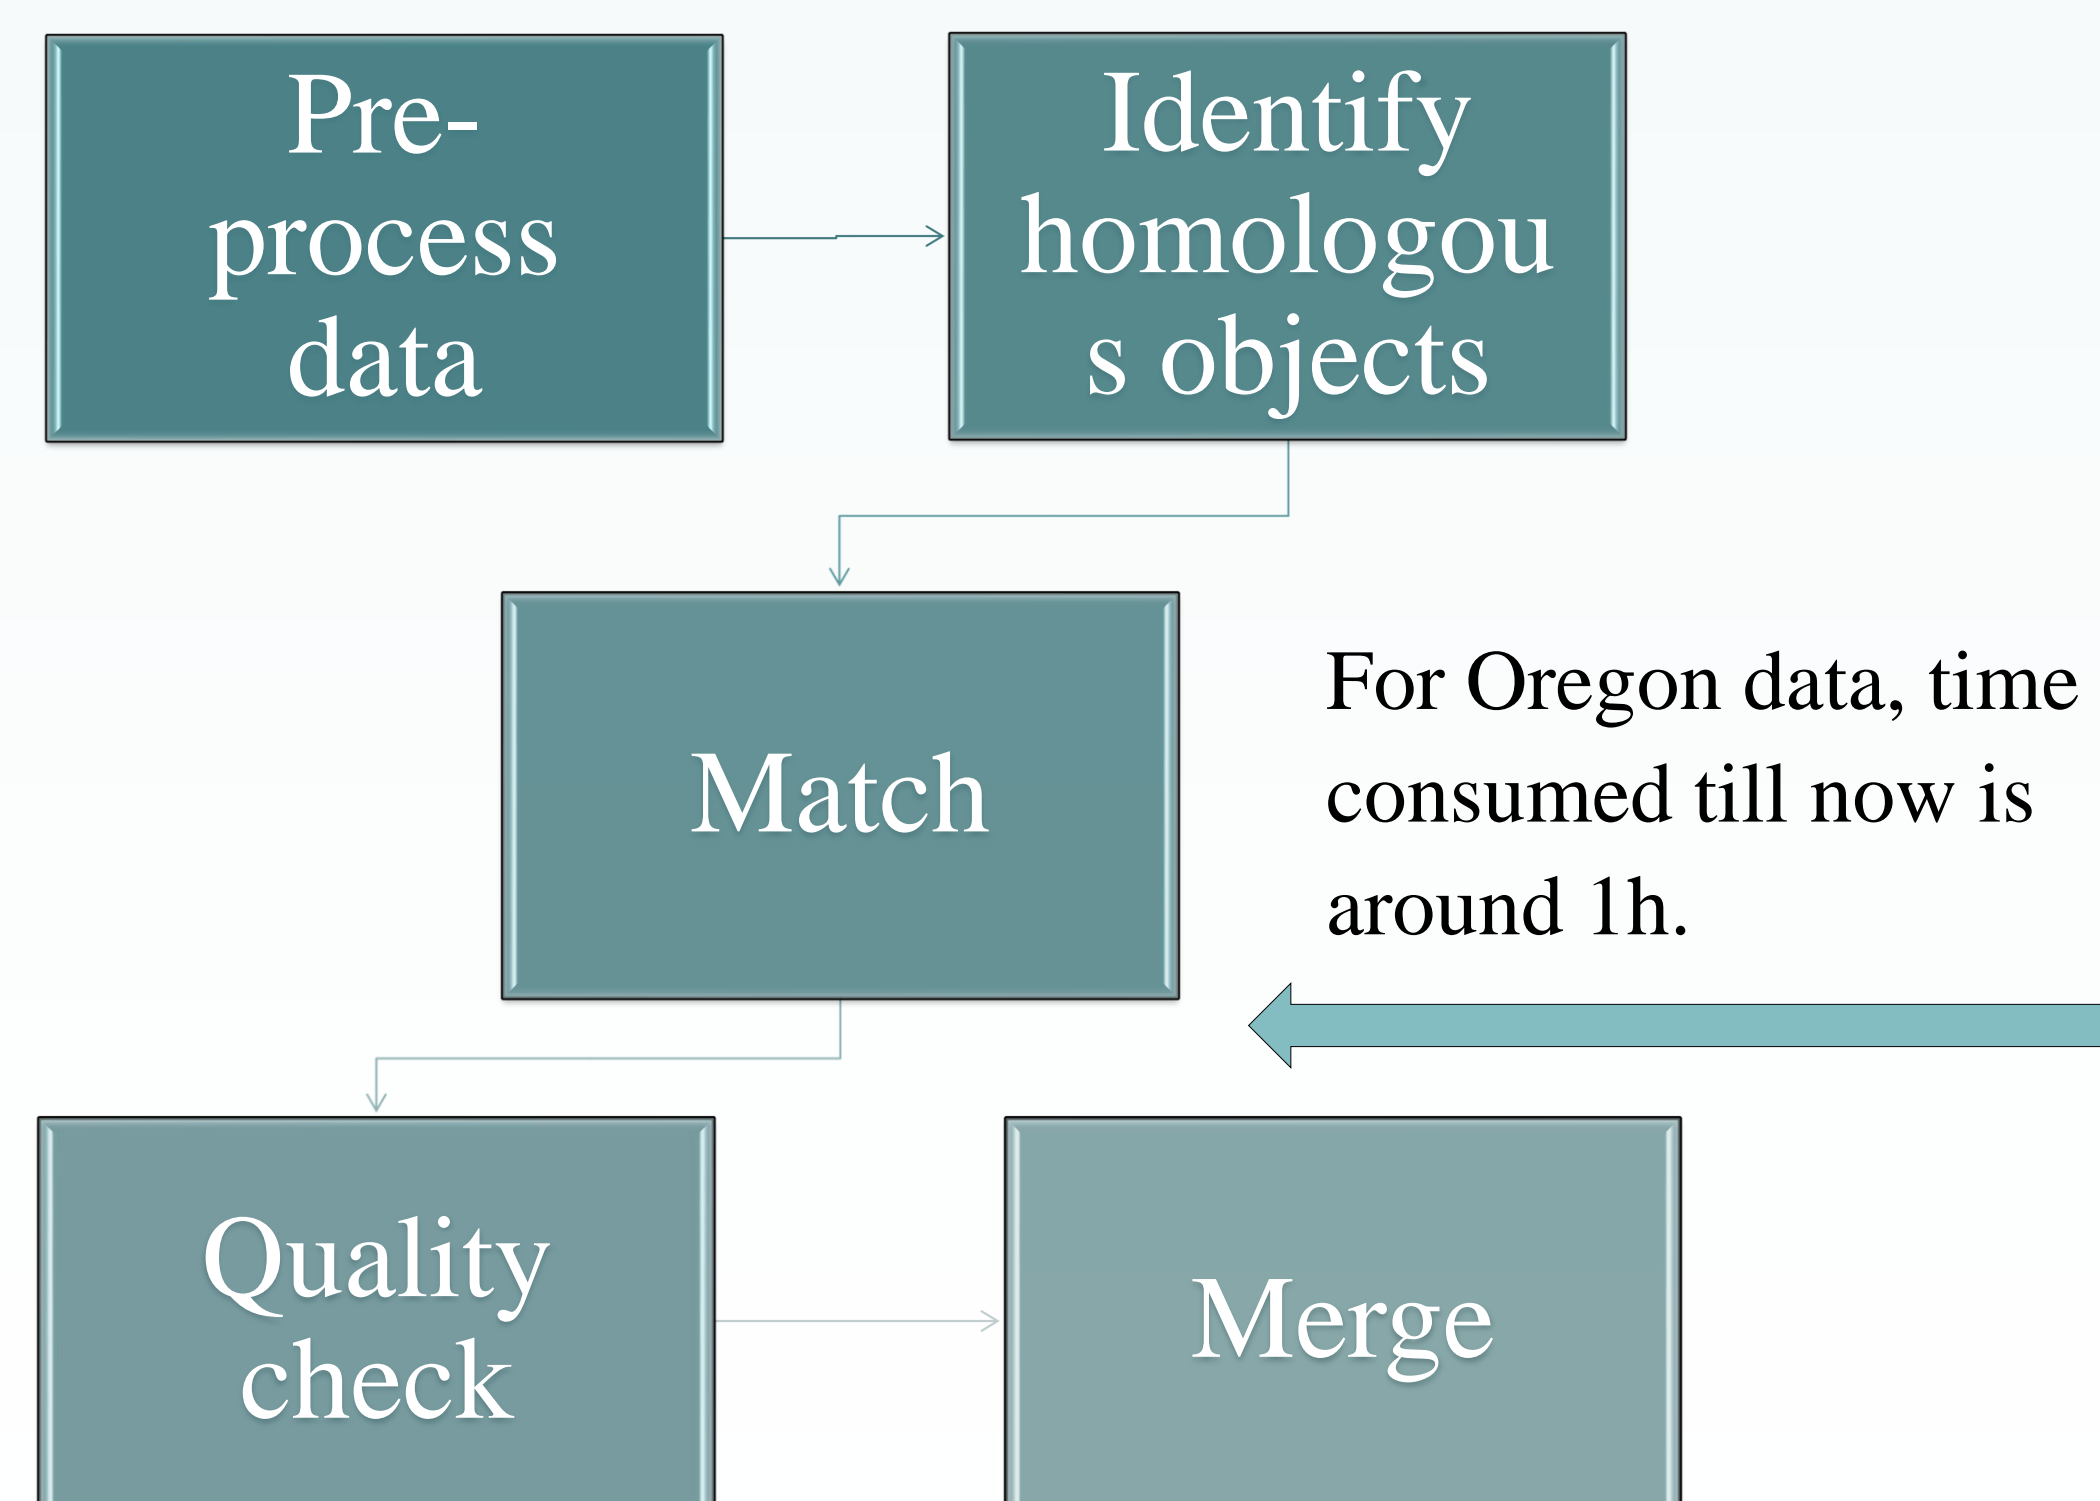 Pre-
process
data
Identify
homologou
s objects
Match
For Oregon data, time
consumed till now is
around 1h.
Quality
check
Merge